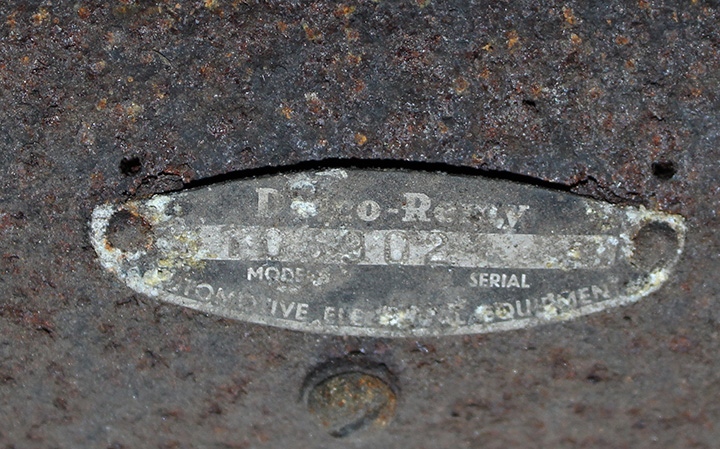 Delco-Remy
MODEL SERIAL
AUTOMOTIVE ELECTRICAL EQUIPMENT